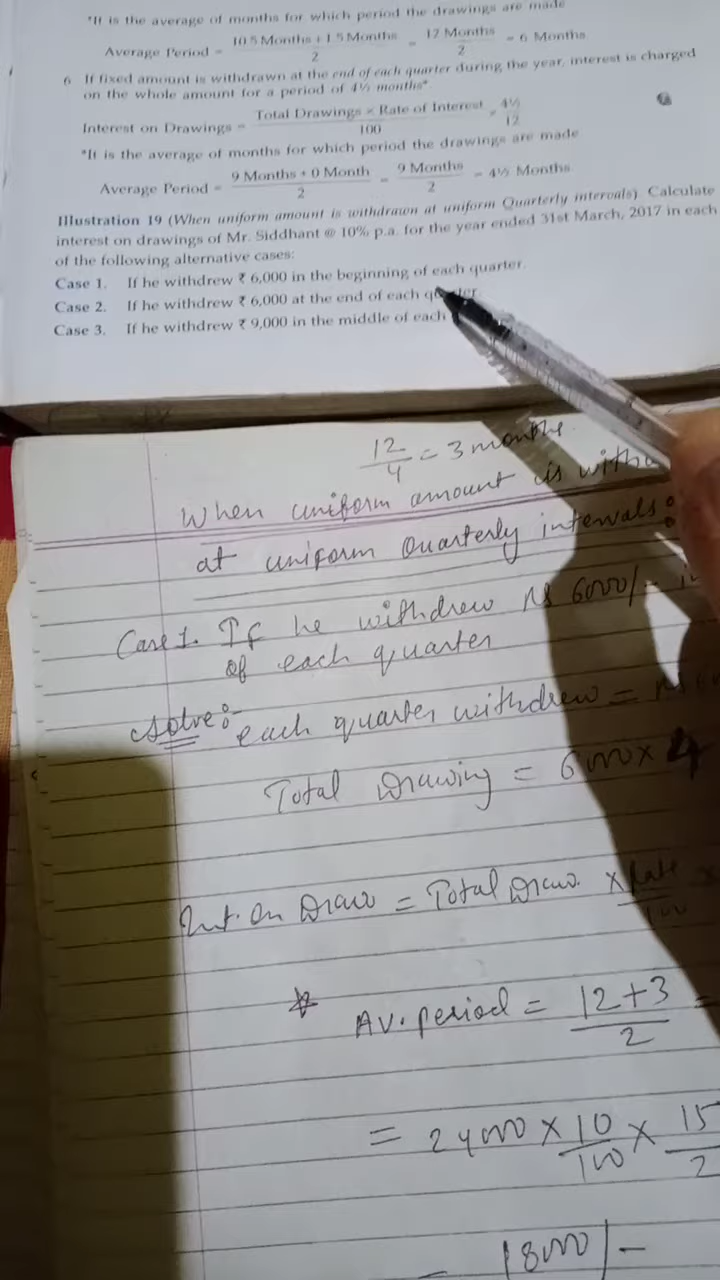 *It is the average of months for which period the drawings are made
Average Period = 10.5 Months + 1.5 Months / 2 = 12 Months / 2 = 6 Months
6 If fixed amount is withdrawn at the end of each quarter during the year, interest is charged
on the whole amount for a period of 4½ months*
Interest on Drawings = Total Drawings × Rate of Interest / 100 × 4½ / 12
*It is the average of months for which period the drawings are made
Average Period = 9 Months + 0 Month / 2 = 9 Months / 2 = 4½ Months
Illustration 19 (When uniform amount is withdrawn at uniform Quarterly intervals) Calculate
interest on drawings of Mr. Siddhant @ 10% p.a. for the year ended 31st March, 2017 in each
of the following alternative cases:
Case 1. If he withdrew ₹ 6,000 in the beginning of each quarter.
Case 2. If he withdrew ₹ 6,000 at the end of each
Case 3. If he withdrew ₹ 9,000 in the middle of each
12/4 = 3 months
When uniform amount is
at uniform Quarterly intervals:
Case 1. If he withdrew Rs 6000/-
of each quarter
Solve:- each quarter withdrew =
Total Drawing = 6000 × 4
Int. On Draw = Total Draw. × Rate / 100
* Av. period = 12+3 / 2 =
= 24000 × 10/100 × 15/2
= 1800/-